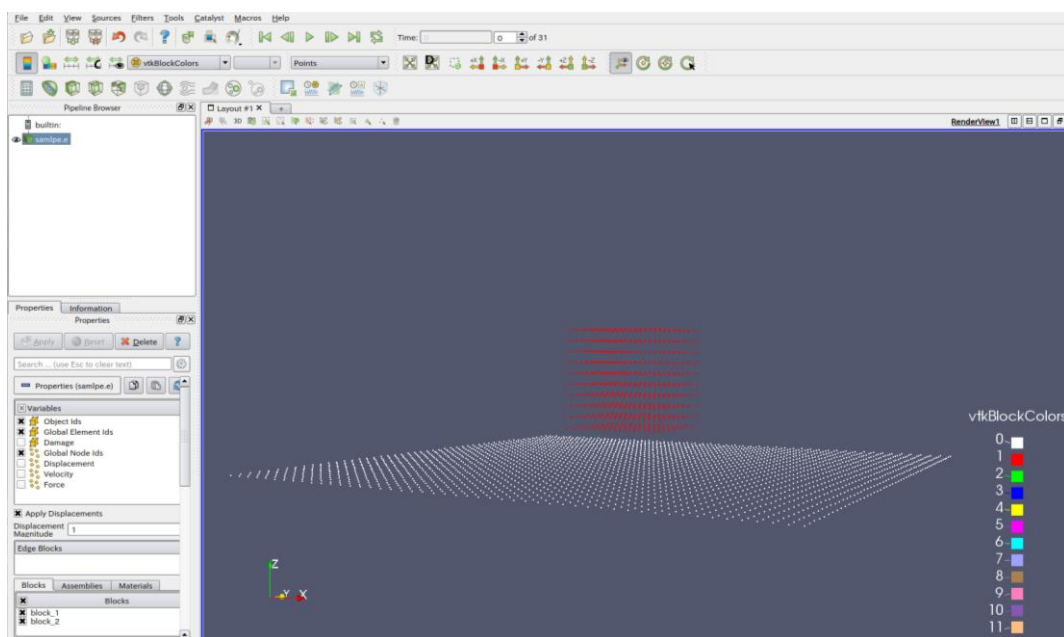 File Edit View Sources Filters Tools Catalyst Macros Help
Time: 0 0 of 31
vtkBlockColors Points
Pipeline Browser
Layout #1
builtin:
RenderView1
samlpe.e
Properties Information
Properties
Apply Reset Delete ?
Search ... (use Esc to clear text)
Properties (samlpe.e)
Variables
Object Ids
Global Element Ids
Damage
Global Node Ids
Displacement
Velocity
Force
Apply Displacements
Displacement
Magnitude 1
Edge Blocks
Blocks Assemblies Materials
Blocks
block_1
block_2
Z
Y X
vtkBlockColors
0
1
2
3
4
5
6
7
8
9
10
11